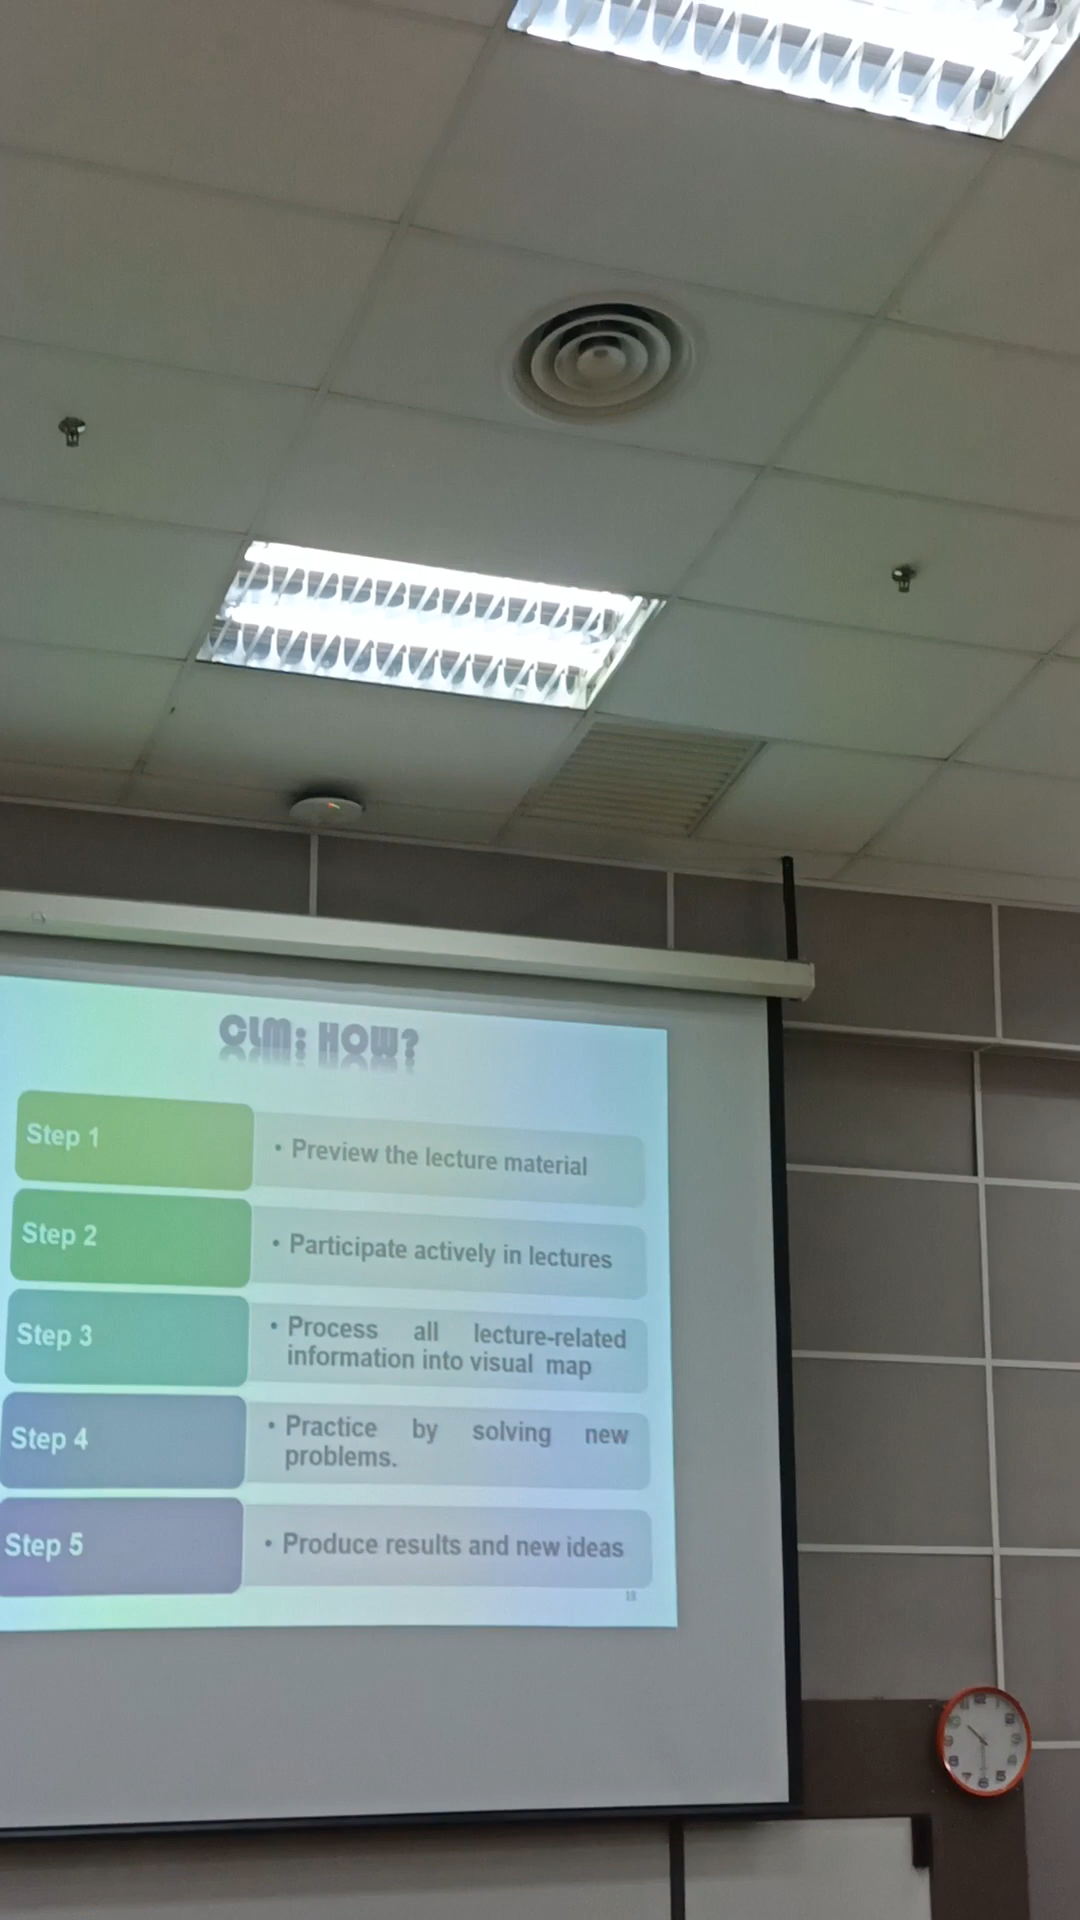 CLM: HOW?
Step 1
• Preview the lecture material
Step 2
• Participate actively in lectures
Step 3
• Process all lecture-related
information into visual map
Step 4
• Practice by solving new
problems.
Step 5
• Produce results and new ideas